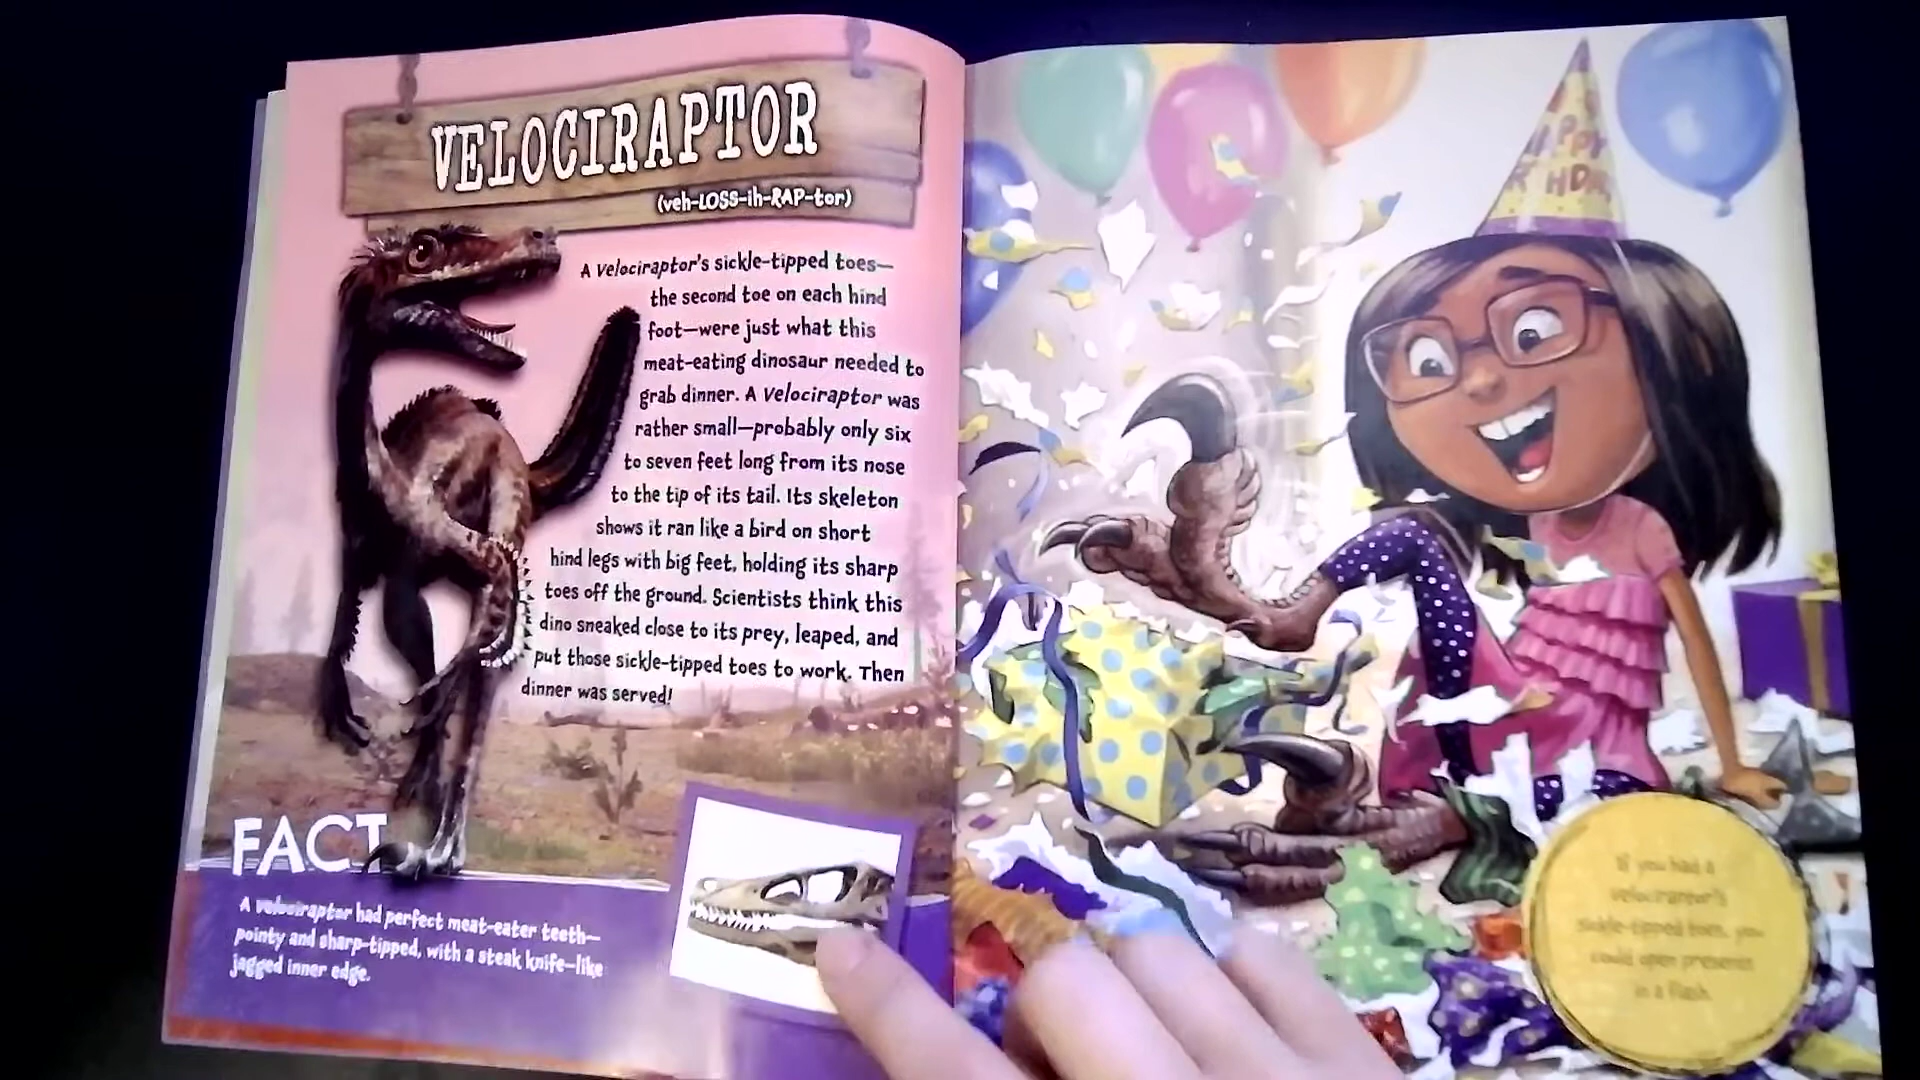 VELOCIRAPTOR
(veh-LOSS-ih-RAP-tor)
A Velociraptor's sickle-tipped toes—
the second toe on each hind
foot—were just what this
meat-eating dinosaur needed to
grab dinner. A Velociraptor was
rather small—probably only six
to seven feet long from its nose
to the tip of its tail. Its skeleton
shows it ran like a bird on short
hind legs with big feet, holding its sharp
toes off the ground. Scientists think this
dino sneaked close to its prey, leaped, and
put those sickle-tipped toes to work. Then
dinner was served!
FACT
A Velociraptor had perfect meat-eater teeth—
pointy and sharp-tipped, with a steak knife-like
jagged inner edge.
If you had a
Velociraptor's
sickle-tipped toes, you
could open presents
in a flash.